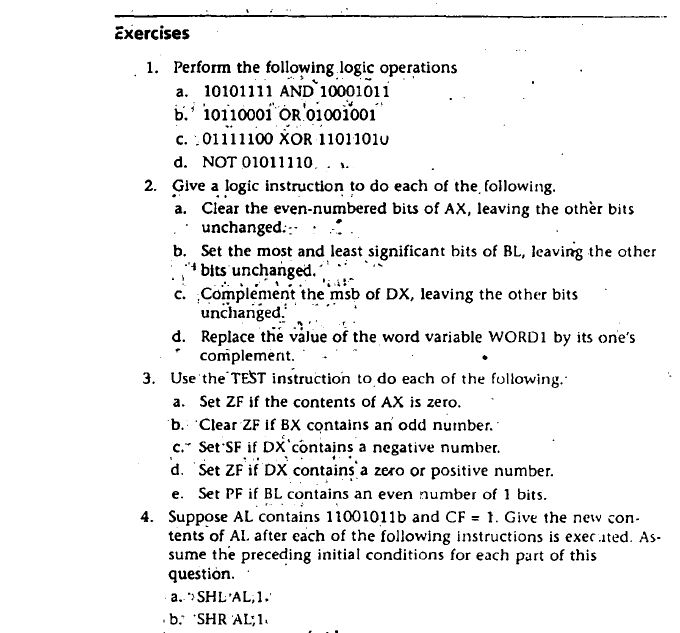 Exercises
1. Perform the following logic operations
a. 10101111 AND 10001011
b. 10110001 OR 01001001
c. 01111100 XOR 11011010
d. NOT 01011110
2. Give a logic instruction to do each of the following.
a. Clear the even-numbered bits of AX, leaving the other bits
unchanged.
b. Set the most and least significant bits of BL, leaving the other
bits unchanged.
c. Complement the msb of DX, leaving the other bits
unchanged.
d. Replace the value of the word variable WORD1 by its one's
complement.
3. Use the TEST instruction to do each of the following.
a. Set ZF if the contents of AX is zero.
b. Clear ZF if BX contains an odd number.
c. Set SF if DX contains a negative number.
d. Set ZF if DX contains a zero or positive number.
e. Set PF if BL contains an even number of 1 bits.
4. Suppose AL contains 11001011b and CF = 1. Give the new con-
tents of AL after each of the following instructions is executed. As-
sume the preceding initial conditions for each part of this
question.
a. SHL AL,1
b. SHR AL,1